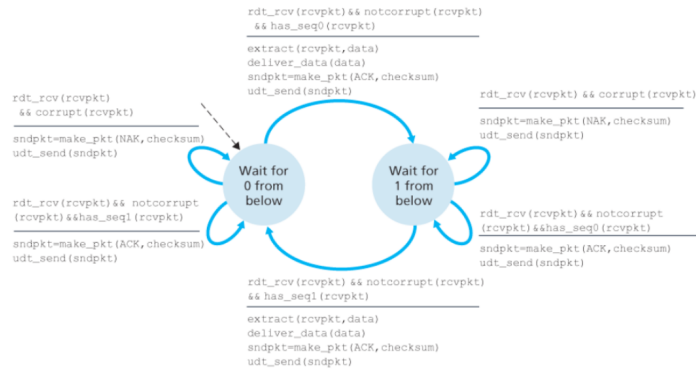 rdt_rcv(rcvpkt)&& notcorrupt(rcvpkt)
&& has_seq0(rcvpkt)
extract(rcvpkt,data)
deliver_data(data)
sndpkt=make_pkt(ACK,checksum)
udt_send(sndpkt)
rdt_rcv(rcvpkt)
&& corrupt(rcvpkt)
sndpkt=make_pkt(NAK,checksum)
udt_send(sndpkt)
rdt_rcv(rcvpkt) && corrupt(rcvpkt)
sndpkt=make_pkt(NAK,checksum)
udt_send(sndpkt)
Wait for
0 from
below
Wait for
1 from
below
rdt_rcv(rcvpkt)&& notcorrupt
(rcvpkt)&&has_seq1(rcvpkt)
sndpkt=make_pkt(ACK,checksum)
udt_send(sndpkt)
rdt_rcv(rcvpkt)&& notcorrupt
(rcvpkt)&&has_seq0(rcvpkt)
sndpkt=make_pkt(ACK,checksum)
udt_send(sndpkt)
rdt_rcv(rcvpkt) && notcorrupt(rcvpkt)
&& has_seq1(rcvpkt)
extract(rcvpkt,data)
deliver_data(data)
sndpkt=make_pkt(ACK,checksum)
udt_send(sndpkt)